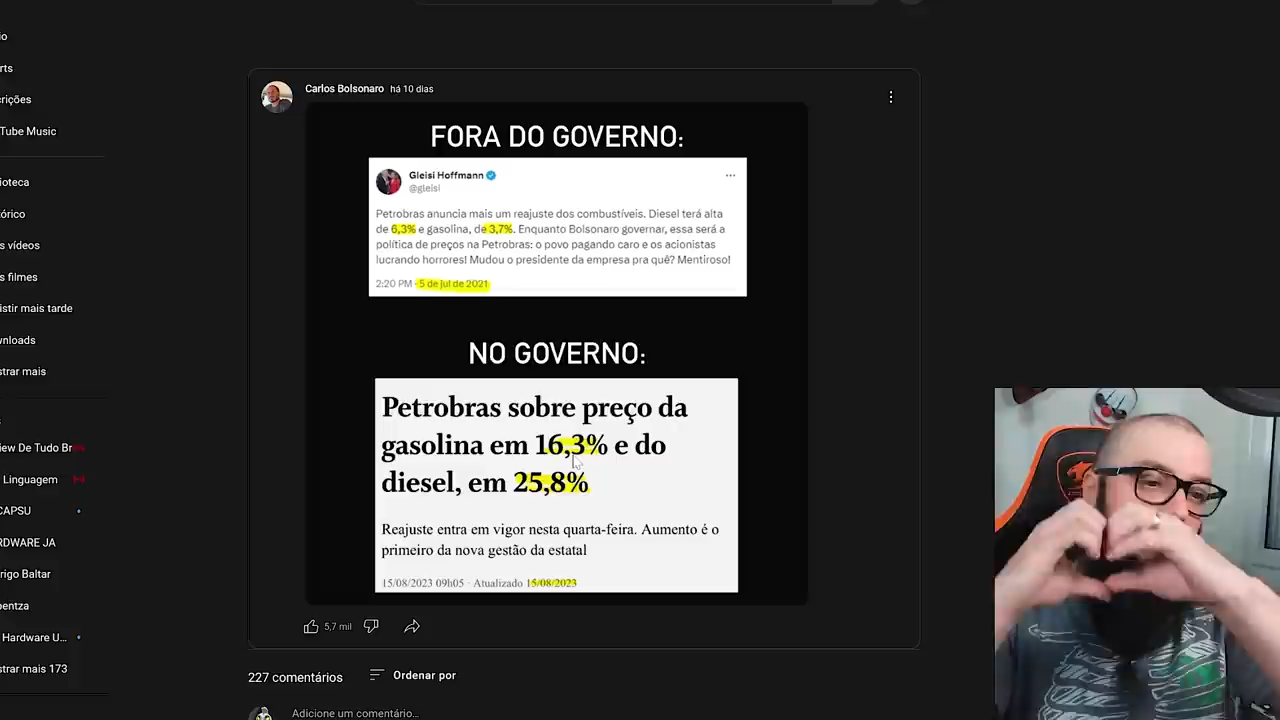 io
rts
crições
Tube Music
ioteca
tórico
s vídeos
s filmes
istir mais tarde
wnloads
strar mais
s
iew De Tudo Br
Linguagem
CAPSU
RDWARE JA
rigo Baltar
pentza
Hardware U...
strar mais 173
Carlos Bolsonaro há 10 dias
FORA DO GOVERNO:
Gleisi Hoffmann
@gleisi
Petrobras anuncia mais um reajuste dos combustíveis. Diesel terá alta
de 6,3% e gasolina, de 3,7%. Enquanto Bolsonaro governar, essa será a
política de preços na Petrobras: o povo pagando caro e os acionistas
lucrando horrores! Mudou o presidente da empresa pra quê? Mentiroso!
2:20 PM · 5 de jul de 2021
NO GOVERNO:
Petrobras sobre preço da
gasolina em 16,3% e do
diesel, em 25,8%
Reajuste entra em vigor nesta quarta-feira. Aumento é o
primeiro da nova gestão da estatal
15/08/2023 09h05 · Atualizado 15/08/2023
5,7 mil
227 comentários
Ordenar por
Adicione um comentário...